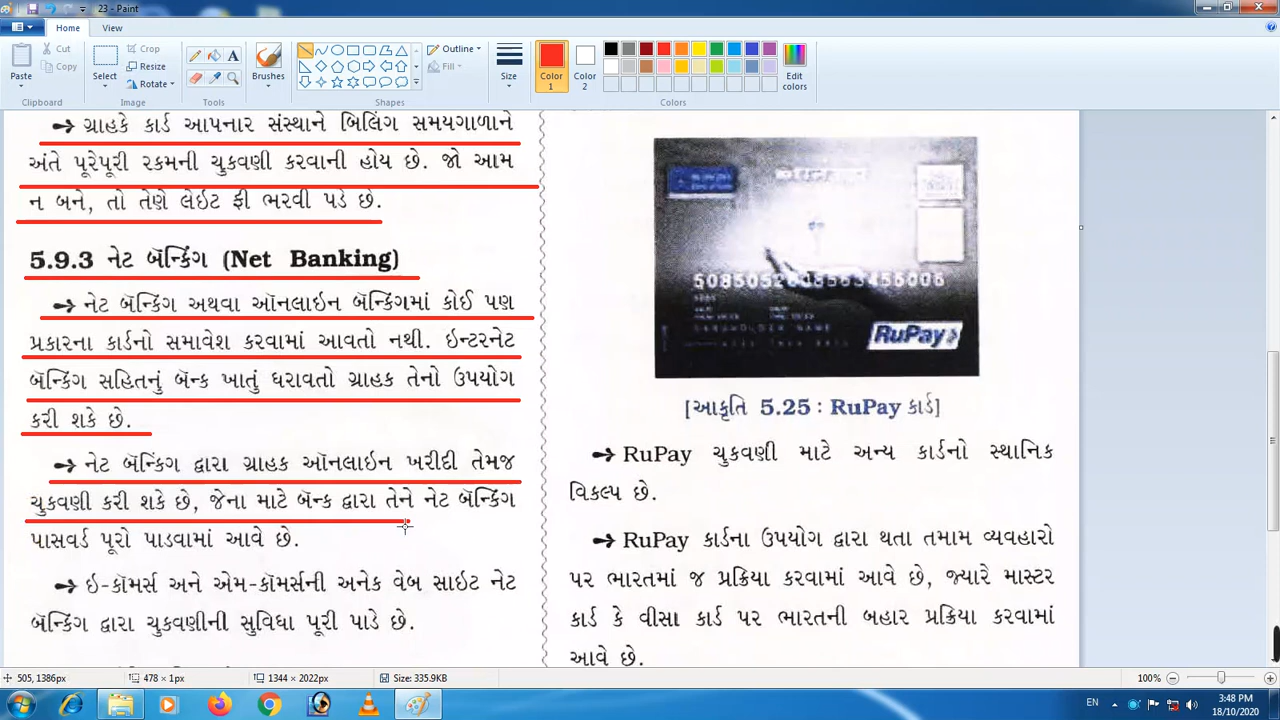 23 - Paint
Home
View
Paste
Cut
Copy
Clipboard
Select
Crop
Resize
Rotate
Image
Tools
Brushes
Shapes
Outline
Fill
Size
Color
1
Color
2
Edit
colors
Colors
➔ ગ્રાહકે કાર્ડ આપનાર સંસ્થાને બિલિંગ સમયગાળાને
અંતે પૂરેપૂરી રકમની ચુકવણી કરવાની હોય છે. જો આમ
ન બને, તો તેણે લેઇટ ફી ભરવી પડે છે.
5.9.3 નેટ બૅન્કિંગ (Net Banking)
➔ નેટ બૅન્કિંગ અથવા ઑનલાઇન બૅન્કિંગમાં કોઈ પણ
પ્રકારના કાર્ડનો સમાવેશ કરવામાં આવતો નથી. ઇન્ટરનેટ
બૅન્કિંગ સહિતનું બૅન્ક ખાતું ધરાવતો ગ્રાહક તેનો ઉપયોગ
કરી શકે છે.
➔ નેટ બૅન્કિંગ દ્વારા ગ્રાહક ઑનલાઇન ખરીદી તેમજ
ચુકવણી કરી શકે છે, જેના માટે બૅન્ક દ્વારા તેને નેટ બૅન્કિંગ
પાસવર્ડ પૂરો પાડવામાં આવે છે.
➔ ઇ-કૉમર્સ અને એમ-કૉમર્સની અનેક વેબ સાઇટ નેટ
બૅન્કિંગ દ્વારા ચુકવણીની સુવિધા પૂરી પાડે છે.
RuPay
[આકૃતિ 5.25 : RuPay કાર્ડ]
➔ RuPay ચુકવણી માટે અન્ય કાર્ડનો સ્થાનિક
વિકલ્પ છે.
➔ RuPay કાર્ડના ઉપયોગ દ્વારા થતા તમામ વ્યવહારો
પર ભારતમાં જ પ્રક્રિયા કરવામાં આવે છે, જ્યારે માસ્ટર
કાર્ડ કે વીસા કાર્ડ પર ભારતની બહાર પ્રક્રિયા કરવામાં
આવે છે.
505, 1386px
478 × 1px
1344 × 2022px
Size: 335.9KB
100%
EN
3:48 PM
18/10/2020